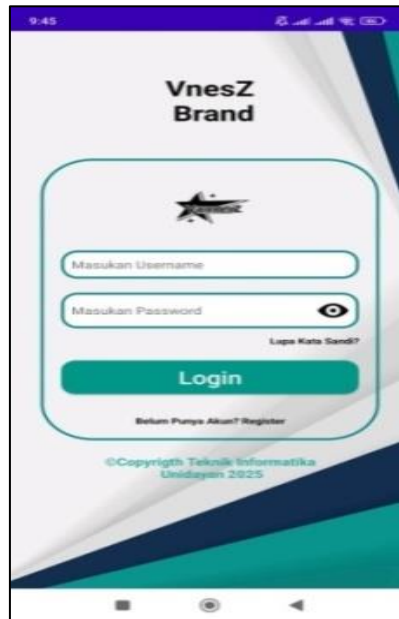 9:45
VnesZ
Brand
Masukan Username
Masukan Password
Lupa Kata Sandi?
Login
Belum Punya Akun? Register
©Copyrigth Teknik Informatika
Unidayan 2025